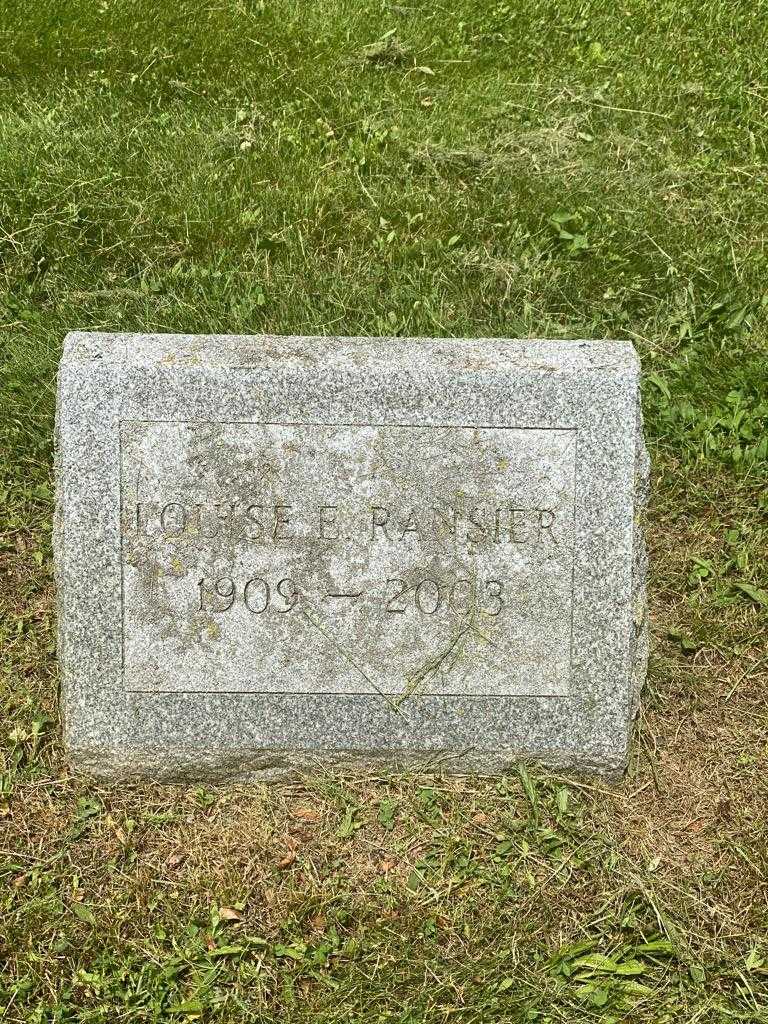 LOUISE E. RANSIER
1909 — 2003